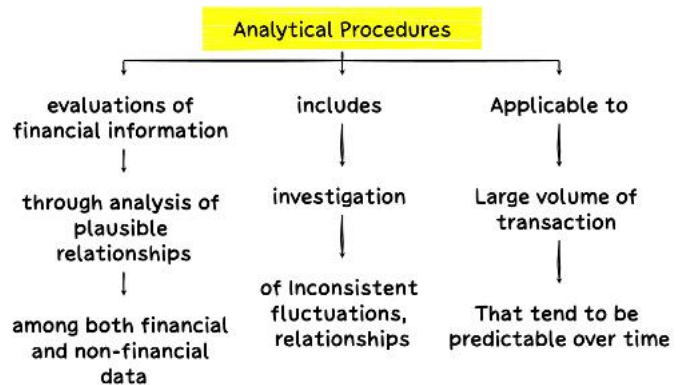 Analytical Procedures
evaluations of
financial information
through analysis of
plausible
relationships
among both financial
and non-financial
data
includes
investigation
of Inconsistent
fluctuations,
relationships
Applicable to
Large volume of
transaction
That tend to be
predictable over time